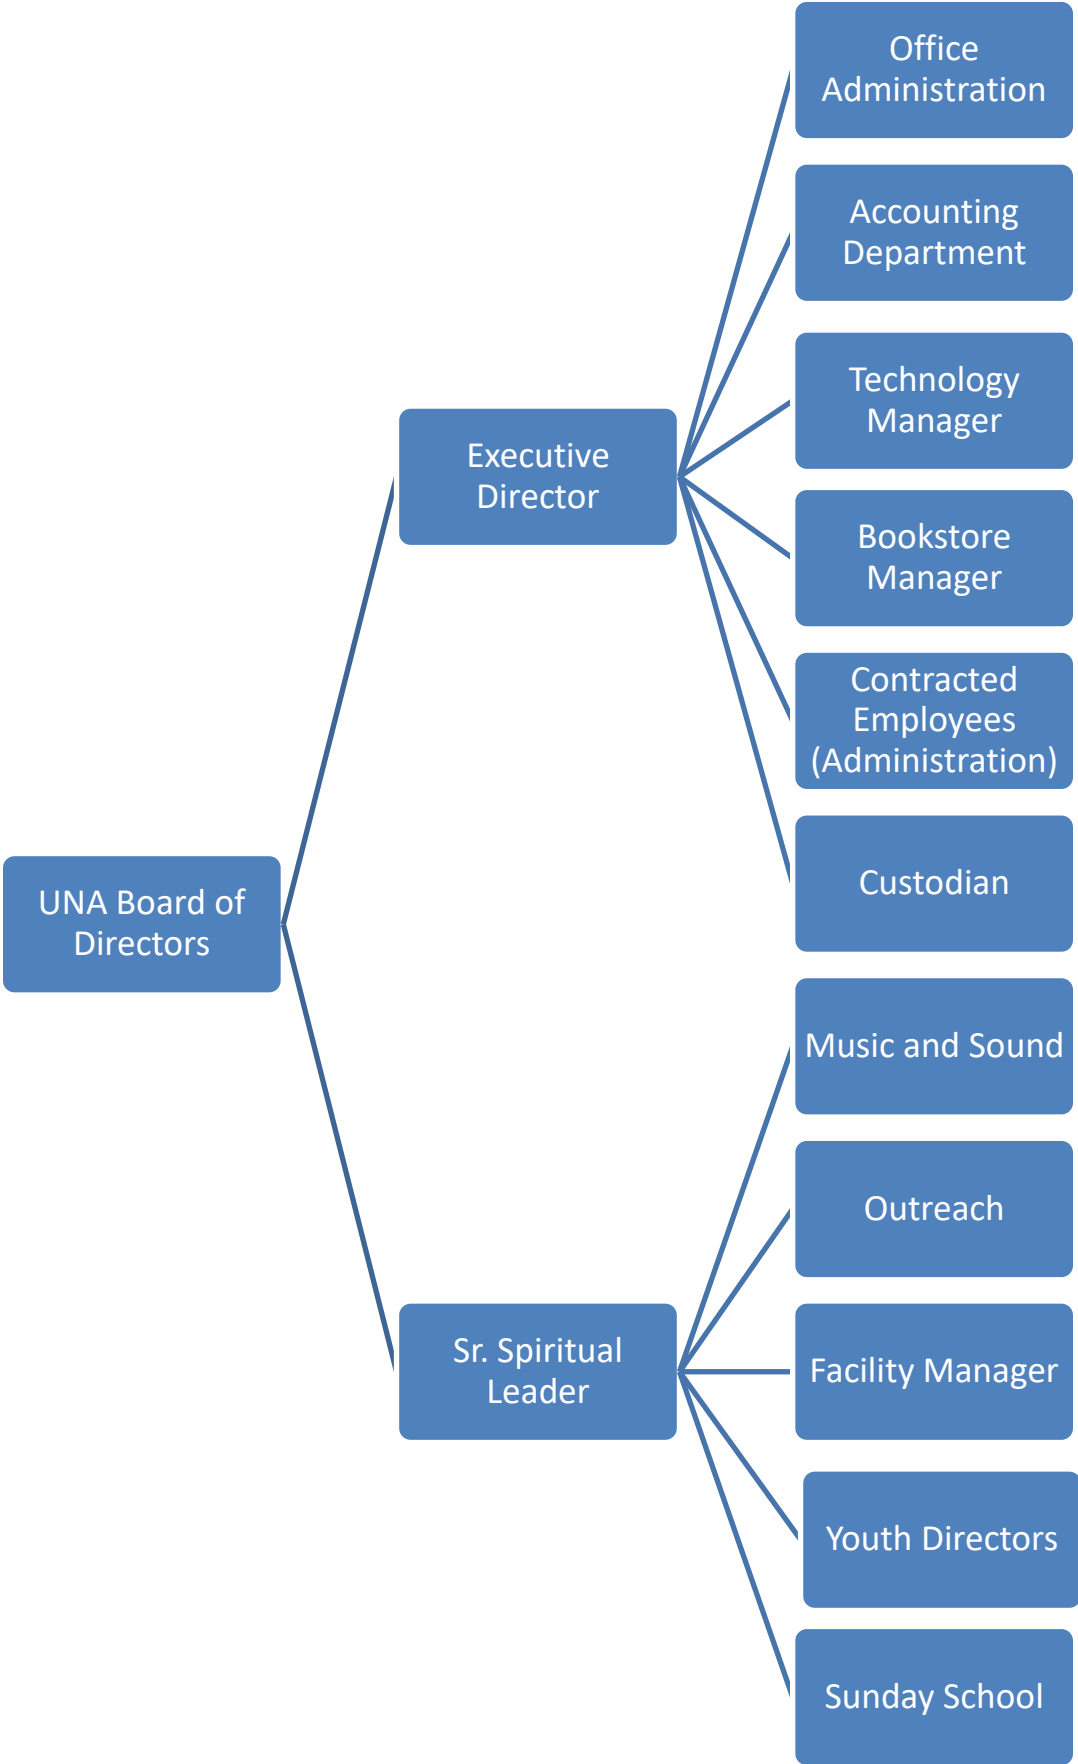 Office
Administration
Accounting
Department
Technology
Manager
Executive
Director
Bookstore
Manager
Contracted
Employees
(Administration)
UNA Board of
Directors
Custodian
Music and Sound
Outreach
Sr. Spiritual
Leader
Facility Manager
Youth Directors
Sunday School